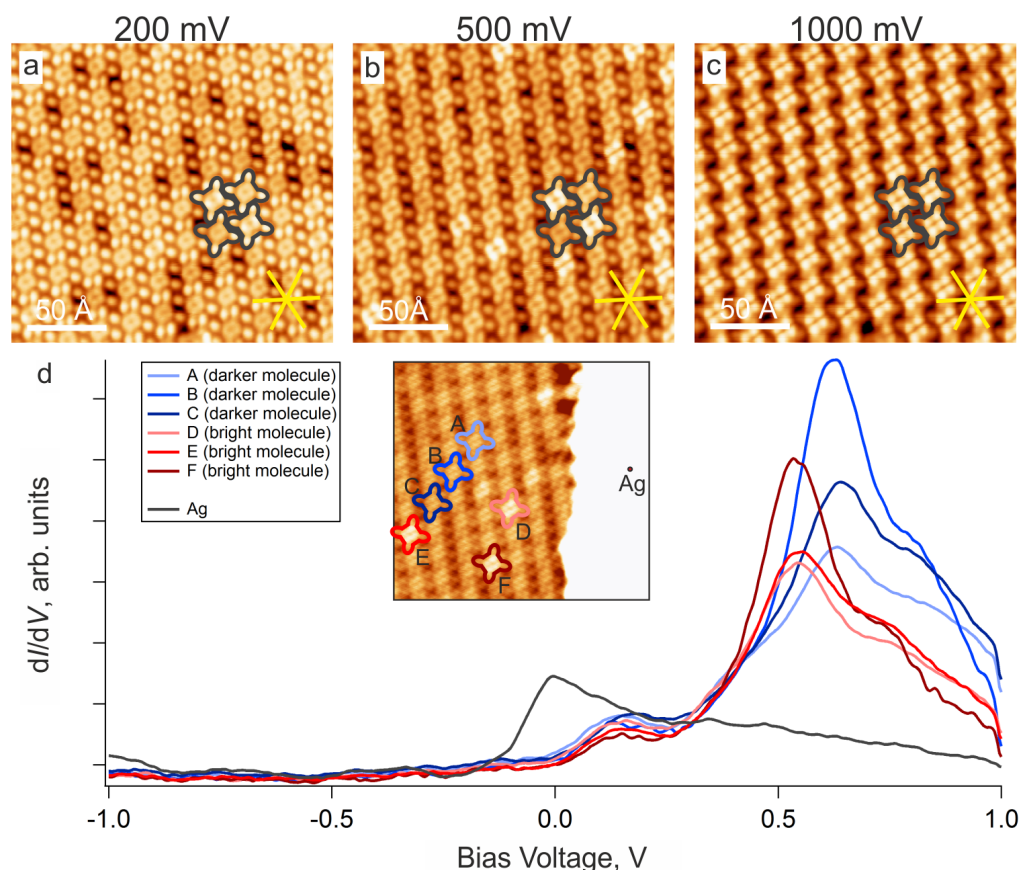 200 mV
500 mV
1000 mV
a
b
c
50 Å
50Å
50 Å
d
A (darker molecule)
B (darker molecule)
C (darker molecule)
D (bright molecule)
E (bright molecule)
F (bright molecule)
Ag
A
B
C
E
D
F
Ag
dI/dV, arb. units
-1.0
-0.5
0.0
0.5
1.0
Bias Voltage, V